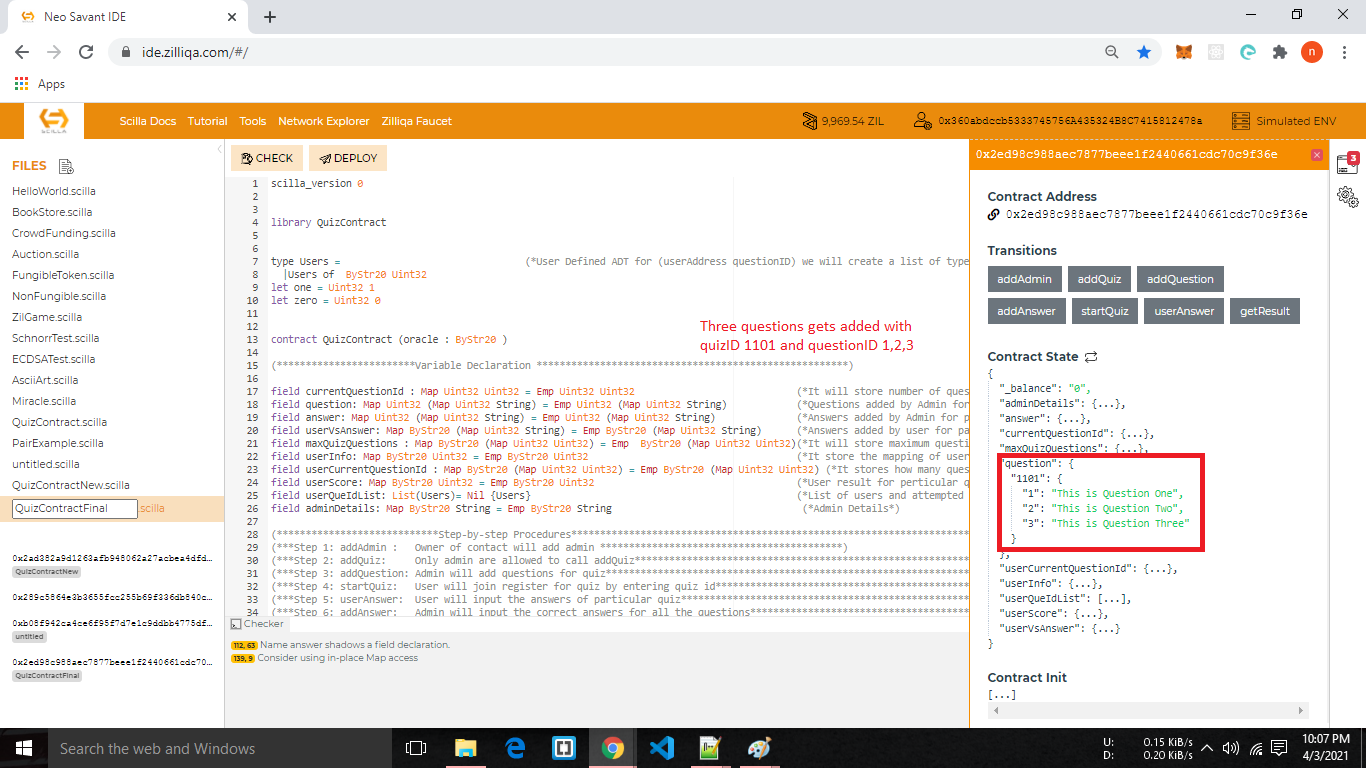 Neo Savant IDE
ide.zilliqa.com/#/
n
Apps
SCILLA
Scilla Docs Tutorial Tools Network Explorer Zilliqa Faucet
9,969.54 ZIL
0x360abdccb5333745756A435324B8C7415812478a
Simulated ENV
FILES
HelloWorld.scilla
BookStore.scilla
CrowdFunding.scilla
Auction.scilla
FungibleToken.scilla
NonFungible.scilla
ZilGame.scilla
SchnorrTest.scilla
ECDSATest.scilla
AsciiArt.scilla
Miracle.scilla
QuizContract.scilla
PairExample.scilla
untitled.scilla
QuizContractNew.scilla
QuizContractFinal .scilla
0x2ad382a9d1263afb948062a27acbea4dfd...
QuizContractNew
0x289c5864e3b3655fcc255b69f336db840c...
0xb08f942ca4ce6f95f7d7e1c9ddbb4775df...
untitled
0x2ed98c988aec7877beee1f2440661cdc70...
QuizContractFinal
CHECK DEPLOY
1 scilla_version 0
2
3
4 library QuizContract
5
6
7 type Users = (*User Defined ADT for (userAddress questionID) we will create a list of type
8 |Users of ByStr20 Uint32
9 let one = Uint32 1
10 let zero = Uint32 0
11
12
13 contract QuizContract (oracle : ByStr20 )
14
15 (************************Variable Declaration ******************************************************)
16
17 field currentQuestionId : Map Uint32 Uint32 = Emp Uint32 Uint32 (*It will store number of ques
18 field question: Map Uint32 (Map Uint32 String) = Emp Uint32 (Map Uint32 String) (*Questions added by Admin for
19 field answer: Map Uint32 (Map Uint32 String) = Emp Uint32 (Map Uint32 String) (*Answers added by Admin for p
20 field userVsAnswer: Map ByStr20 (Map Uint32 String) = Emp ByStr20 (Map Uint32 String) (*Answers added by user for pa
21 field maxQuizQuestions : Map ByStr20 (Map Uint32 Uint32) = Emp ByStr20 (Map Uint32 Uint32)(*It will store maximum questi
22 field userInfo: Map ByStr20 Uint32 = Emp ByStr20 Uint32 (*It store the mapping of user
23 field userCurrentQuestionId : Map ByStr20 (Map Uint32 Uint32) = Emp ByStr20 (Map Uint32 Uint32) (*It stores how many ques
24 field userScore: Map ByStr20 Uint32 = Emp ByStr20 Uint32 (*User result for perticular q
25 field userQueIdList: List(Users)= Nil {Users} (*List of users and attempted
26 field adminDetails: Map ByStr20 String = Emp ByStr20 String (*Admin Details*)
27
28 (****************************Step-by-step Procedures*********************************************************************
29 (***Step 1: addAdmin : Owner of contact will add admin ******************************************)
30 (***Step 2: addQuiz: Only admin are allowed to call addQuiz**********************************************************
31 (***Step 3: addQuestion: Admin will add questions for quiz***************************************************************
32 (***Step 4: startQuiz: User will join register for quiz by entering quiz id********************************************
33 (***Step 5: userAnswer: User will input the answers of particular quiz**************************************************
34 (***Step 6: addAnswer: Admin will input the correct answers for all the questions**************************************
Three questions gets added with
quizID 1101 and questionID 1,2,3
Checker
112, 63 Name answer shadows a field declaration.
139, 9 Consider using in-place Map access
0x2ed98c988aec7877beee1f2440661cdc70c9f36e
3
Contract Address
0x2ed98c988aec7877beee1f2440661cdc70c9f36e
Transitions
addAdmin addQuiz addQuestion
addAnswer startQuiz userAnswer getResult
Contract State
{
"_balance": "0",
"adminDetails": {...},
"answer": {...},
"currentQuestionId": {...},
"maxQuizQuestions": {...},
"question": {
"1101": {
"1": "This is Question One",
"2": "This is Question Two",
"3": "This is Question Three"
}
},
"userCurrentQuestionId": {...},
"userInfo": {...},
"userQueIdList": [...],
"userScore": {...},
"userVsAnswer": {...}
}
Contract Init
[...]
Search the web and Windows
U: 0.15 KiB/s
D: 0.20 KiB/s
10:07 PM
4/3/2021